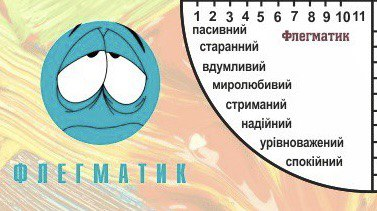 1 2 3 4 5 6 7 8 9 10 11
Флегматик
пасивний
старанний
вдумливий
миролюбивий
стриманий
надійний
урівноважений
спокійний
ФЛЕГМАТИК